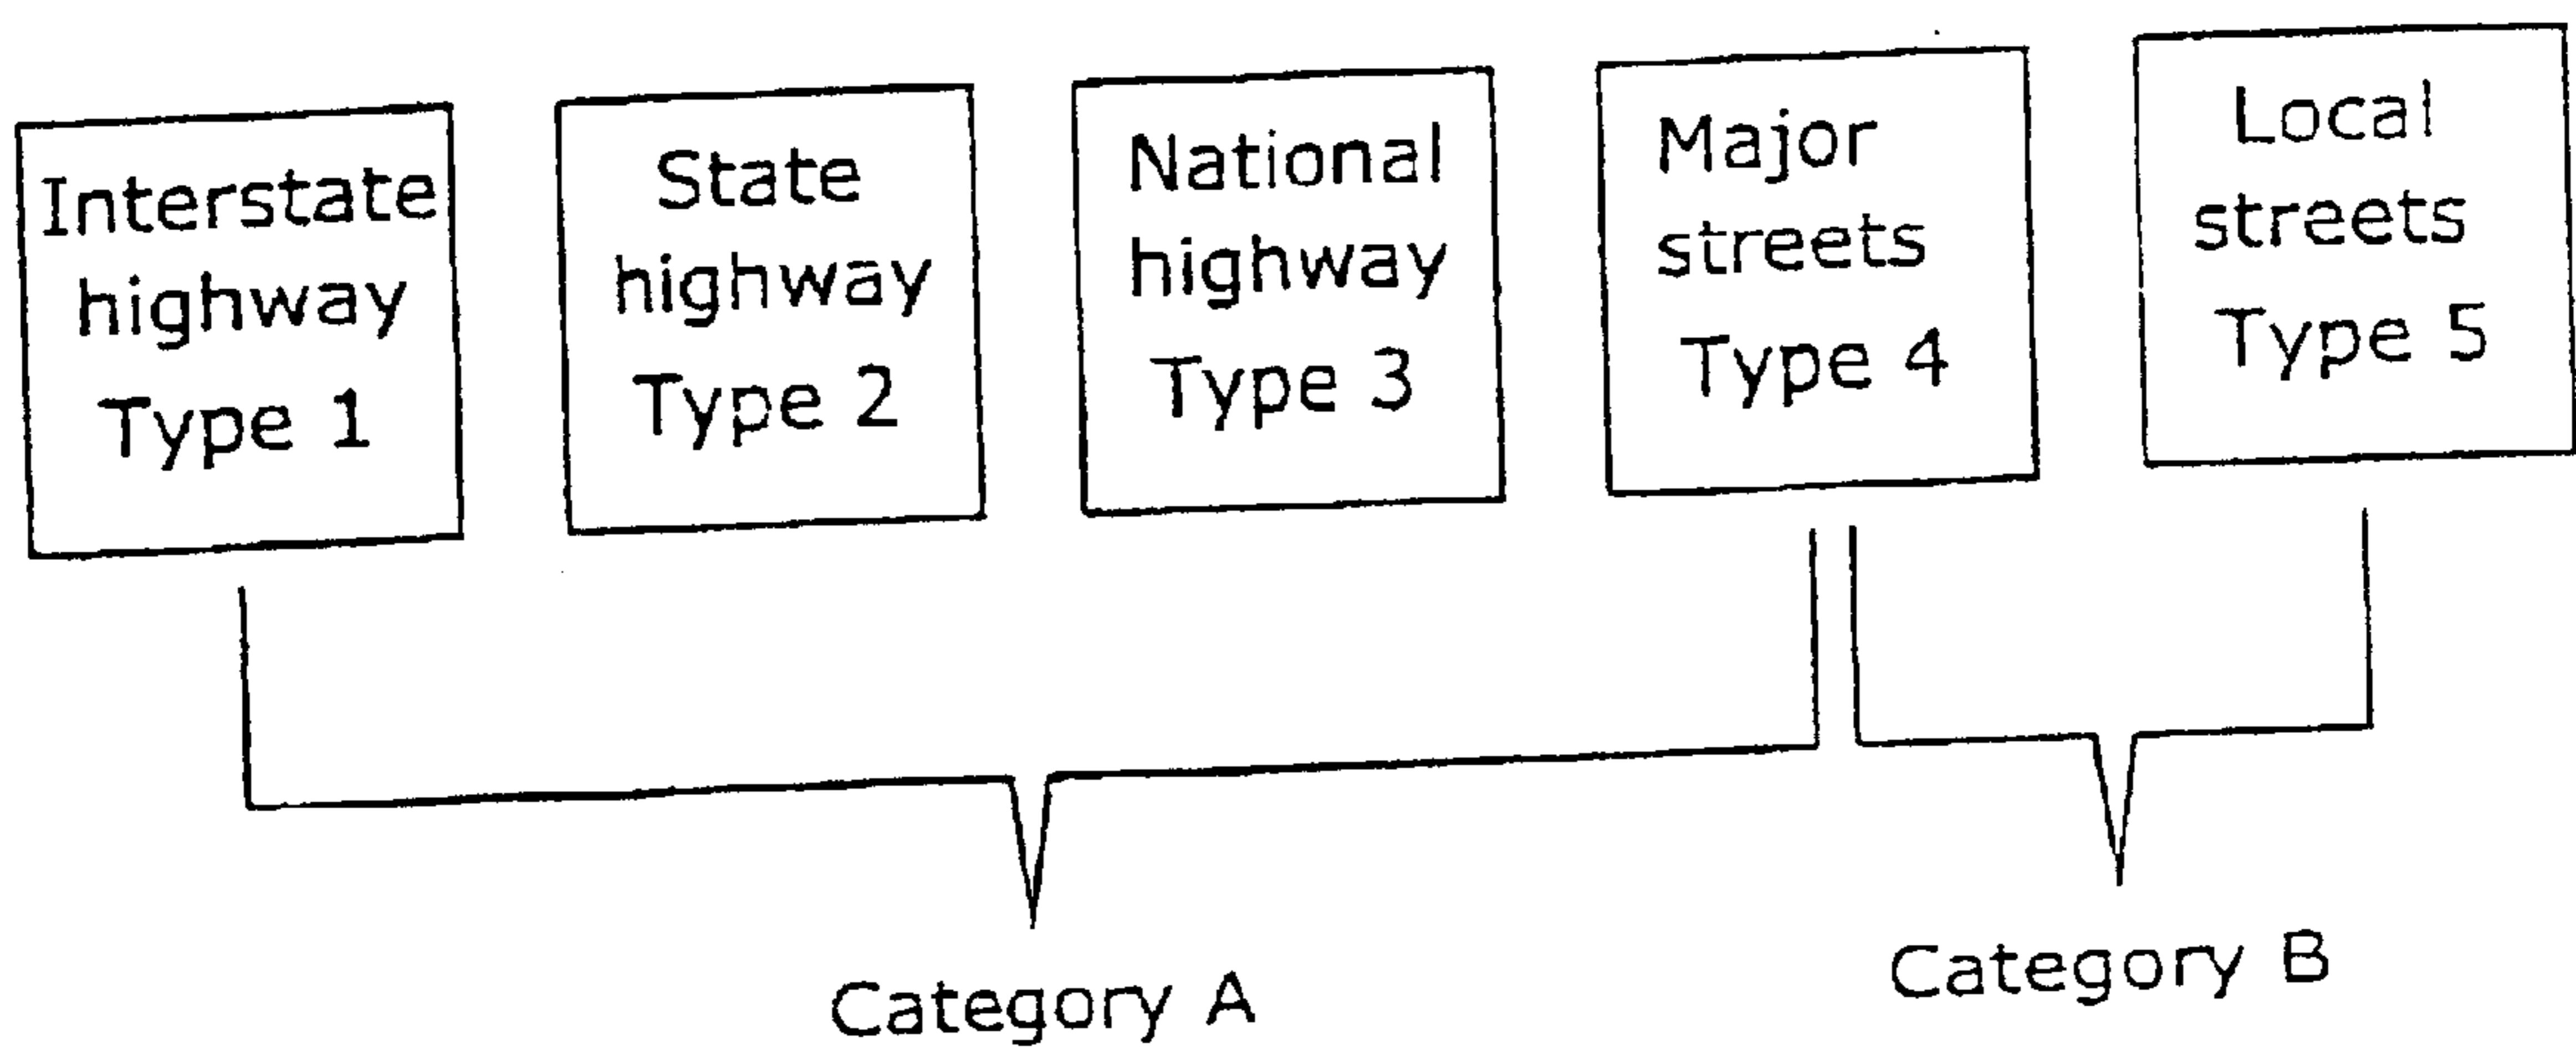 Interstate
highway
Type 1
State
highway
Type 2
National
highway
Type 3
Major
streets
Type 4
Local
streets
Type 5
Category A
Category B